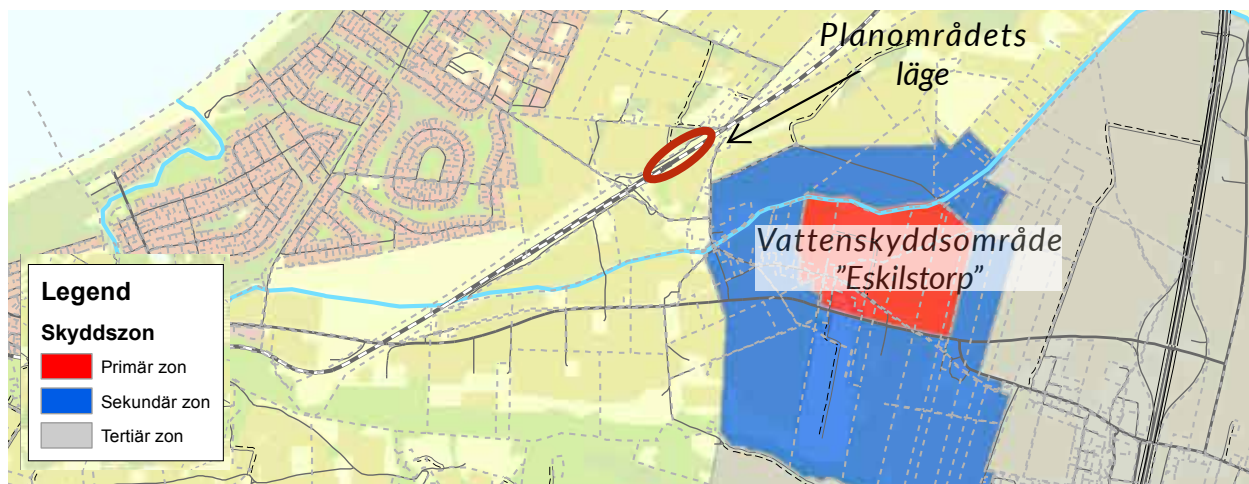 Planområdets
läge
Vattenskyddsområde
”Eskilstorp”
Legend
Skyddszon
Primär zon
Sekundär zon
Tertiär zon